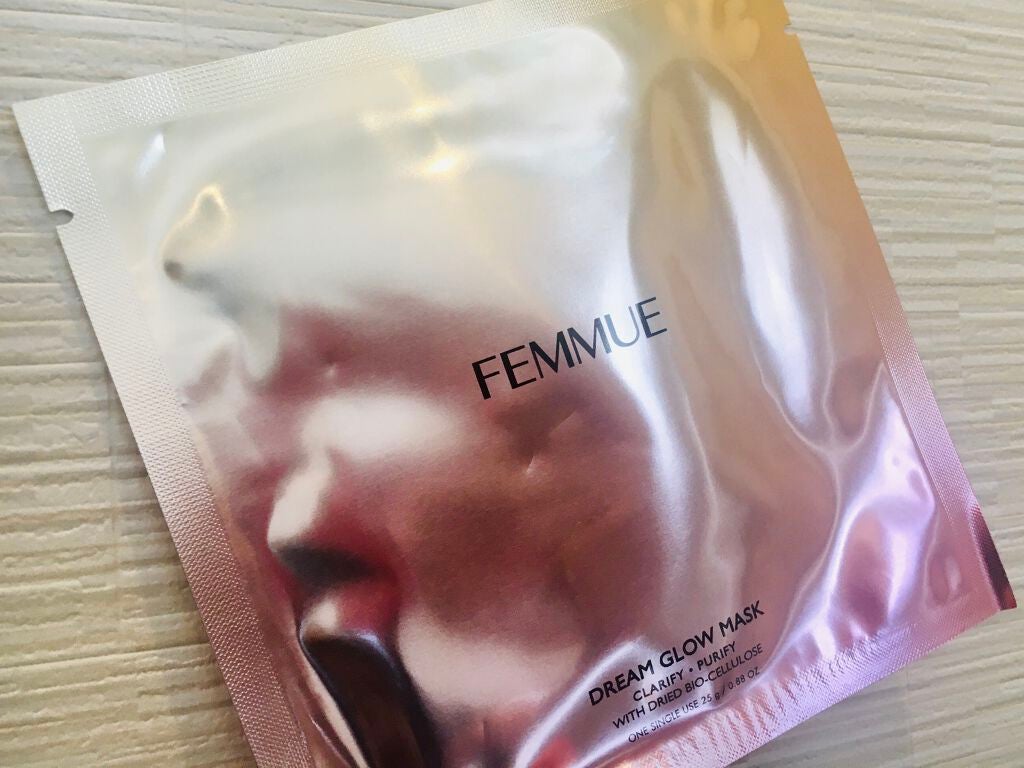 FEMMUE
DREAM GLOW MASK
CLARIFY • PURIFY
WITH DRIED BIO-CELLULOSE
ONE SINGLE USE 25 g / 0.88 OZ